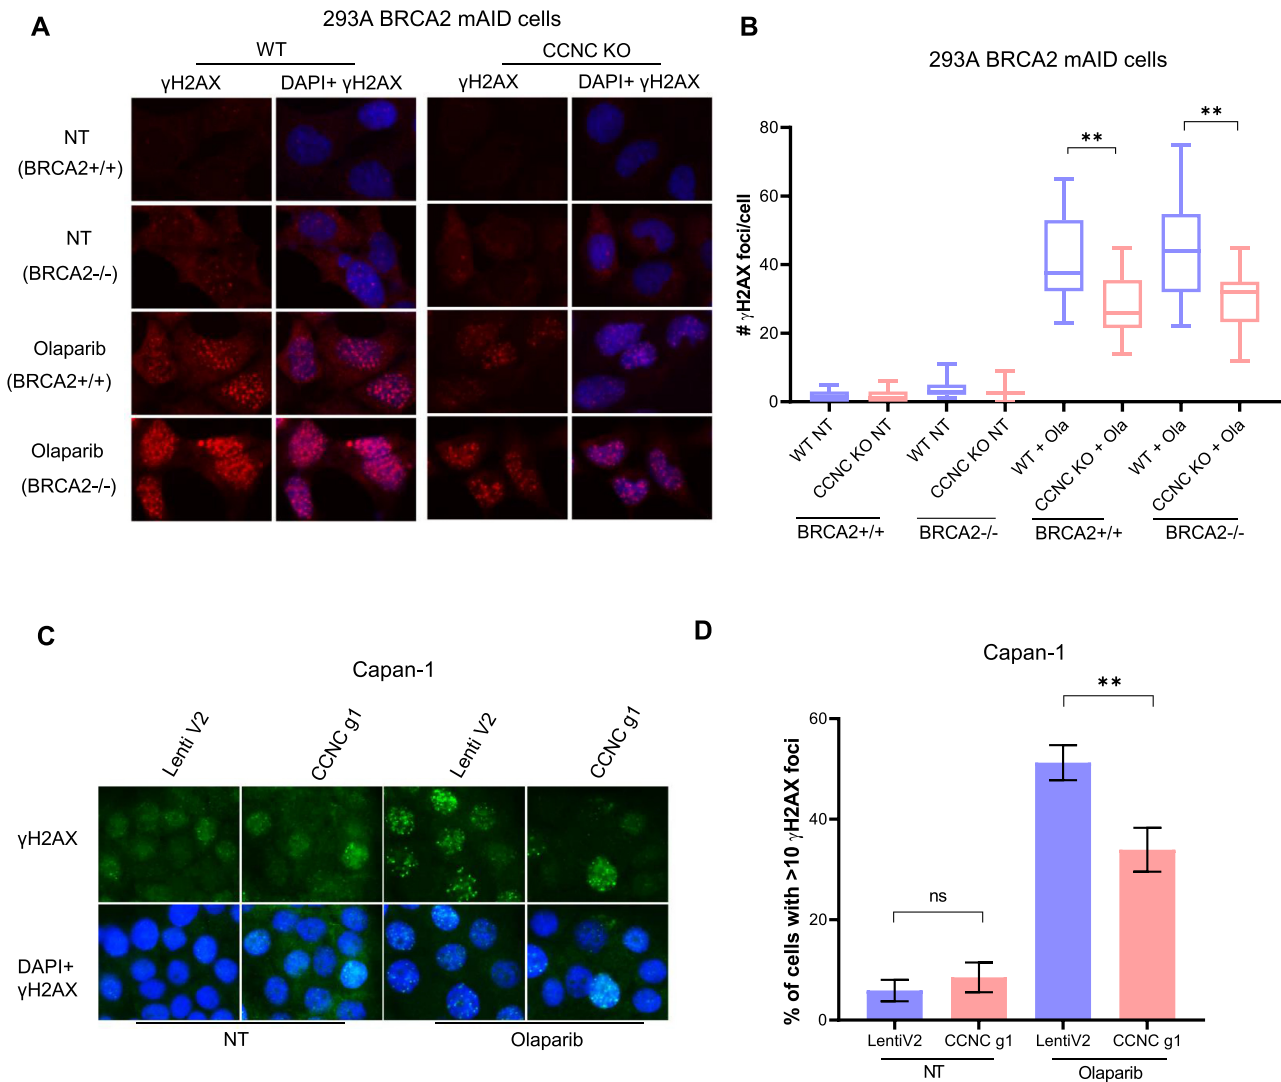 A
293A BRCA2 mAID cells
WT
CCNC KO
γH2AX
DAPI+ γH2AX
γH2AX
DAPI+ γH2AX
NT
(BRCA2+/+)
NT
(BRCA2-/-)
Olaparib
(BRCA2+/+)
Olaparib
(BRCA2-/-)
B
293A BRCA2 mAID cells
# γH2AX foci/cell
80
60
40
20
0
**
**
WT NT
CCNC KO NT
WT NT
CCNC KO NT
WT + Ola
CCNC KO + Ola
WT + Ola
CCNC KO + Ola
BRCA2+/+
BRCA2-/-
BRCA2+/+
BRCA2-/-
C
Capan-1
Lenti V2
CCNC g1
Lenti V2
CCNC g1
γH2AX
DAPI+
γH2AX
NT
Olaparib
D
Capan-1
% of cells with >10 γH2AX foci
60
40
20
0
ns
**
LentiV2
CCNC g1
LentiV2
CCNC g1
NT
Olaparib